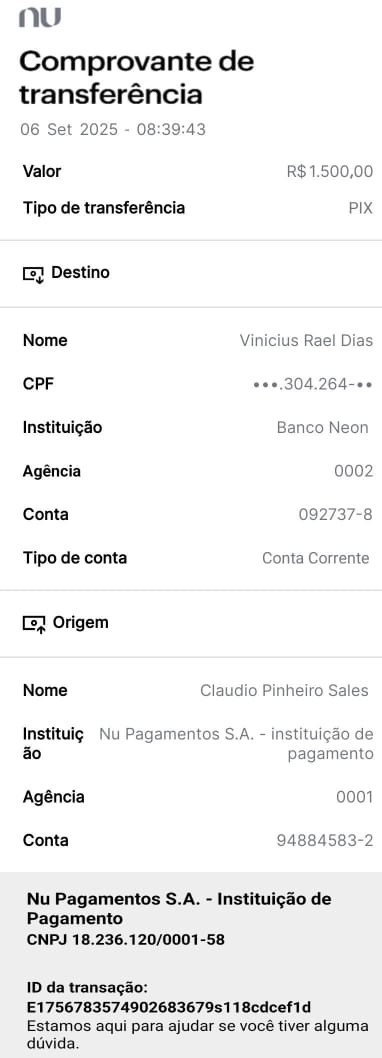 nu
Comprovante de
transferência
06 Set 2025 - 08:39:43
Valor R$1.500,00
Tipo de transferência PIX
Destino
Nome Vinicius Rael Dias
CPF •••.304.264-••
Instituição Banco Neon
Agência 0002
Conta 092737-8
Tipo de conta Conta Corrente
Origem
Nome Claudio Pinheiro Sales
Instituiç Nu Pagamentos S.A. - instituição de
ão pagamento
Agência 0001
Conta 94884583-2
Nu Pagamentos S.A. - Instituição de
Pagamento
CNPJ 18.236.120/0001-58
ID da transação:
E1756783574902683679s118cdcef1d
Estamos aqui para ajudar se você tiver alguma
dúvida.